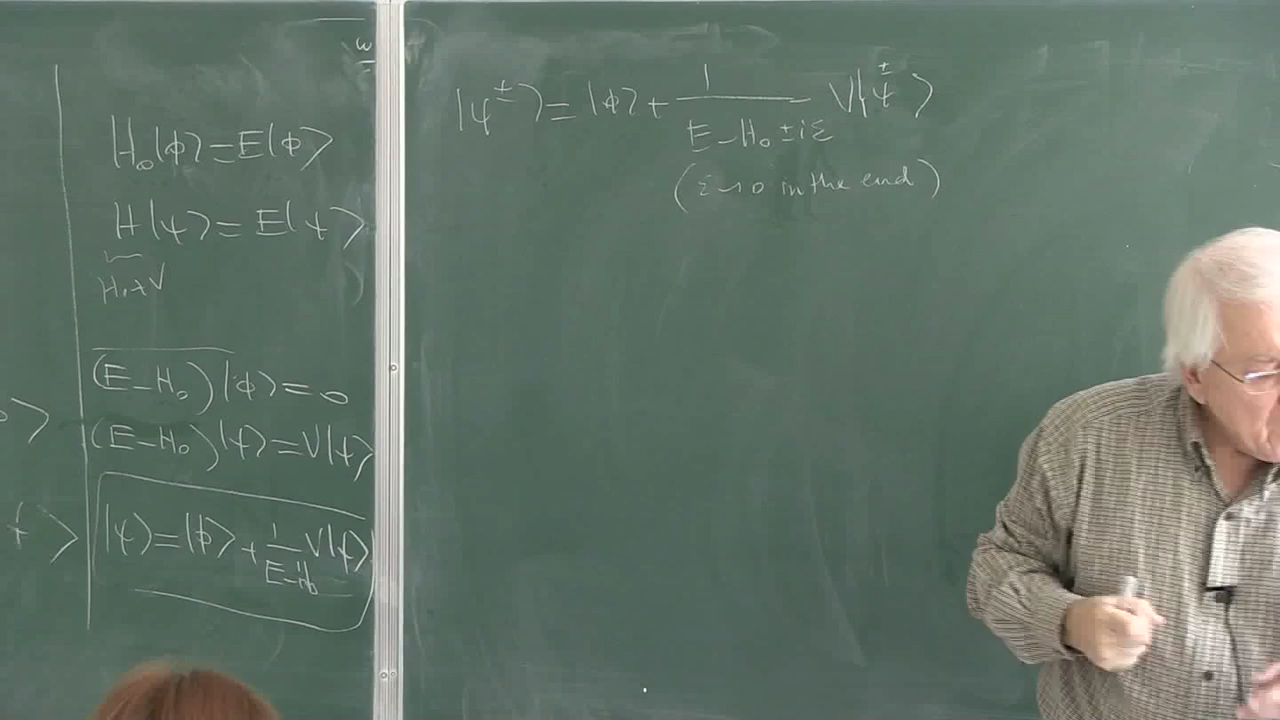 H₀|φ⟩=E|φ⟩
H|ψ⟩=E|ψ⟩
H₀+V
(E-H₀)|φ⟩=0
(E-H₀)|ψ⟩=V|ψ⟩
|ψ⟩=|φ⟩+1/(E-H₀) V|ψ⟩
ω
|ψ^±⟩=|φ⟩+1/(E-H₀±iε) V|ψ^±⟩
(ε→0 in the end)